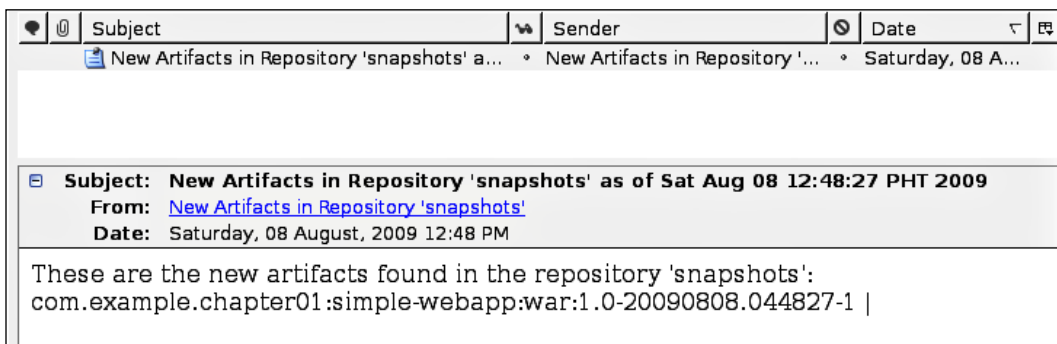 Subject Sender Date
New Artifacts in Repository 'snapshots' a... New Artifacts in Repository '... Saturday, 08 A...
Subject: New Artifacts in Repository 'snapshots' as of Sat Aug 08 12:48:27 PHT 2009
From: New Artifacts in Repository 'snapshots'
Date: Saturday, 08 August, 2009 12:48 PM
These are the new artifacts found in the repository 'snapshots':
com.example.chapter01:simple-webapp:war:1.0-20090808.044827-1 |